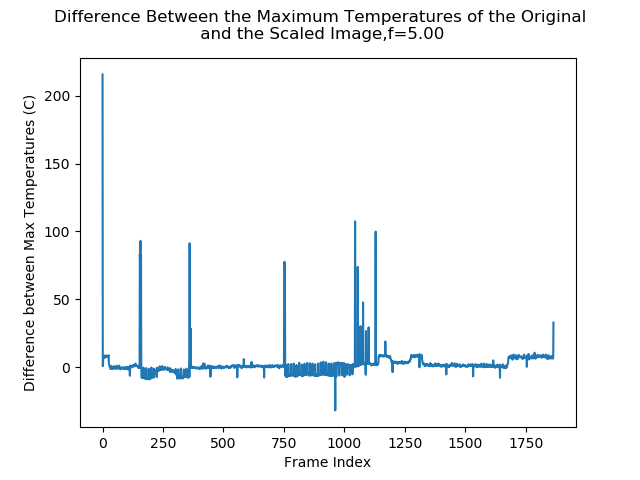 Difference Between the Maximum Temperatures of the Original
and the Scaled Image,f=5.00
Difference between Max Temperatures (C)
200
150
100
50
0
0 250 500 750 1000 1250 1500 1750
Frame Index